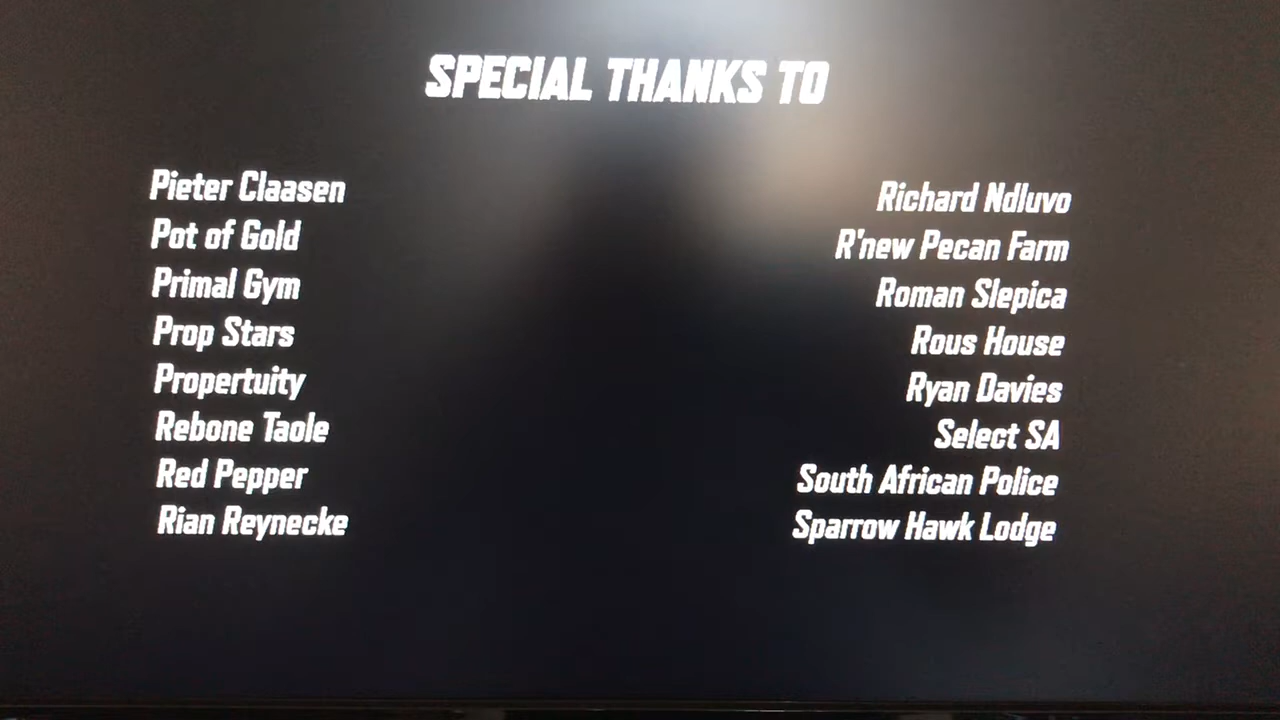 SPECIAL THANKS TO
Pieter Claasen
Pot of Gold
Primal Gym
Prop Stars
Propertuity
Rebone Taole
Red Pepper
Rian Reynecke
Richard Ndluvo
R'new Pecan Farm
Roman Slepica
Rous House
Ryan Davies
Select SA
South African Police
Sparrow Hawk Lodge